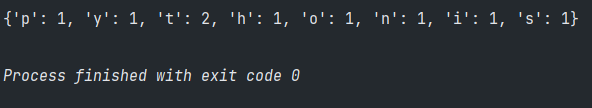 {'p': 1, 'y': 1, 't': 2, 'h': 1, 'o': 1, 'n': 1, 'i': 1, 's': 1}
Process finished with exit code 0